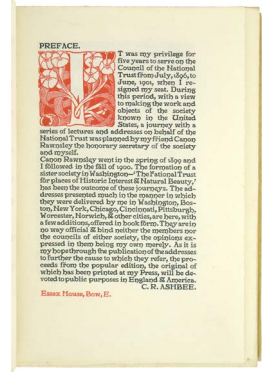 PREFACE.
IT was my privilege for
five years to serve on the
Council of the National
Trust from July, 1896, to
June, 1901, when I re-
signed my seat. During
this period, with a view
to making the work and
objects of the society
known in the United
States, a journey with a
series of lectures and addresses on behalf of the
National Trust was planned by my friend Canon
Rawnsley the honorary secretary of the society
and myself.
Canon Rawnsley went in the spring of 1899 and
I followed in the fall of 1900. The formation of a
sister society in Washington—'The National Trust
for places of Historic Interest & Natural Beauty,'
has been the outcome of these journeys. The ad-
dresses presented much in the manner in which
they were delivered by me in Washington, Bos-
ton, New York, Chicago, Cincinnati, Pittsburgh,
Worcester, Norwich, & other cities, are here, with
a few additions, offered in book form. They are in
no way official & bind neither the members nor
the councils of either society, the opinions ex-
pressed in them being my own merely. As it is
my hope through the publication of the addresses
to further the cause to which they refer, the pro-
ceeds from the popular edition, the original of
which has been printed at my Press, will be de-
voted to public purposes in England & America.
C. R. ASHBEE.
Essex House, Bow, E.